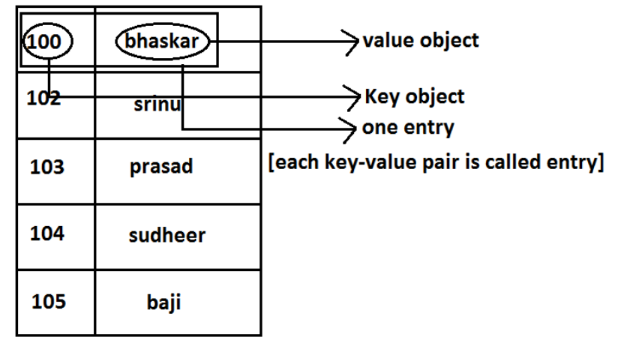 100 bhaskar value object
102 srinu Key object
one entry
103 prasad [each key-value pair is called entry]
104 sudheer
105 baji